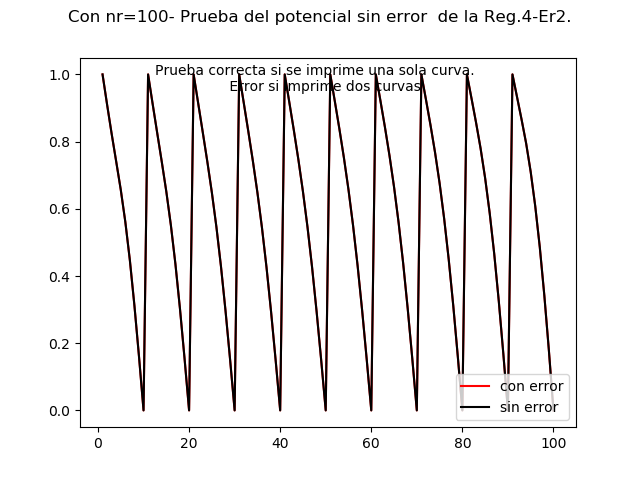 Con nr=100- Prueba del potencial sin error  de la Reg.4-Er2.
Prueba correcta si se imprime una sola curva.
Error si imprime dos curvas
1.0
0.8
0.6
0.4
0.2
0.0
con error
sin error
0 20 40 60 80 100